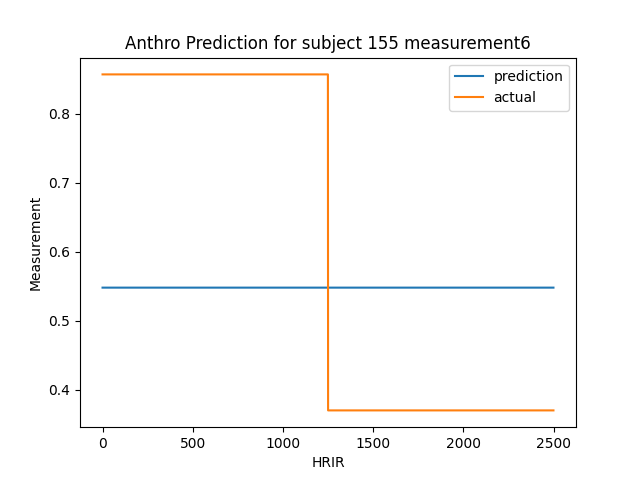 Anthro Prediction for subject 155 measurement6
prediction
actual
Measurement
0.8
0.7
0.6
0.5
0.4
0
500
1000
1500
2000
2500
HRIR